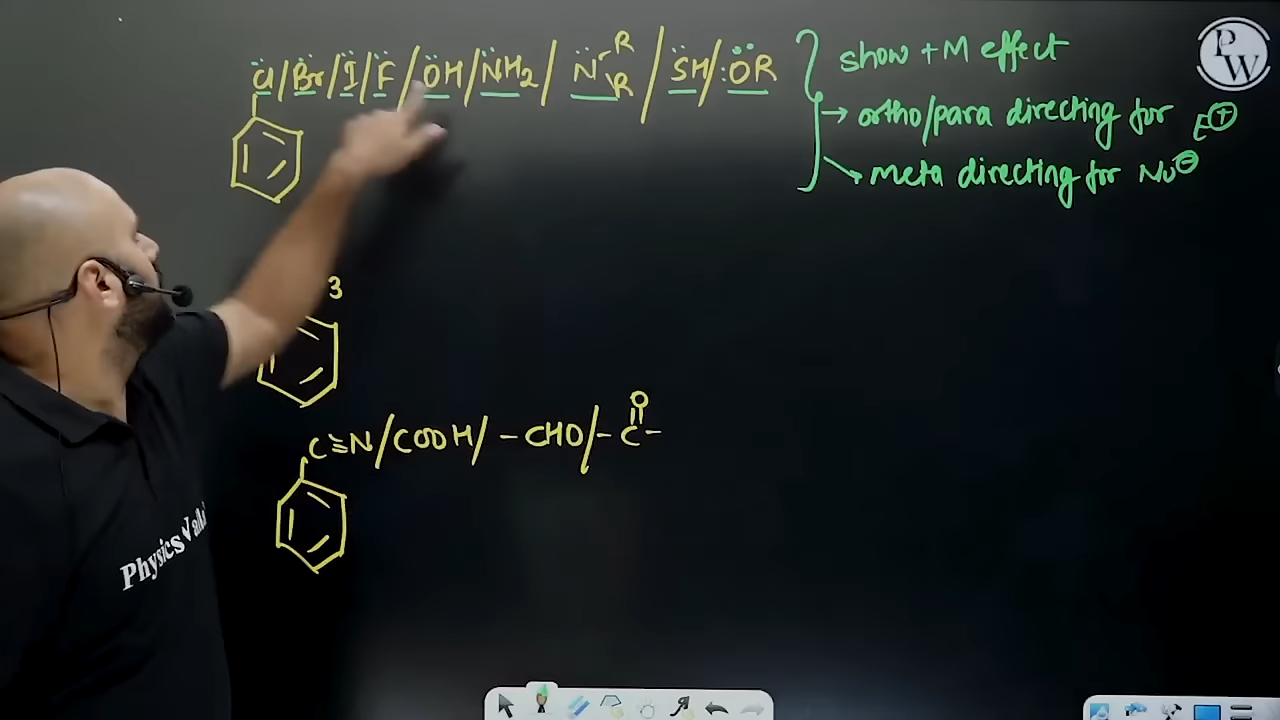 Cl/Br/I/F/OH/NH2/N R R/SH/:OR } show +M effect
→ ortho/para directing for E⊕
→ meta directing for Nu⊖
3
C≡N/COOH/-CHO/-C-
O
Physics
PW